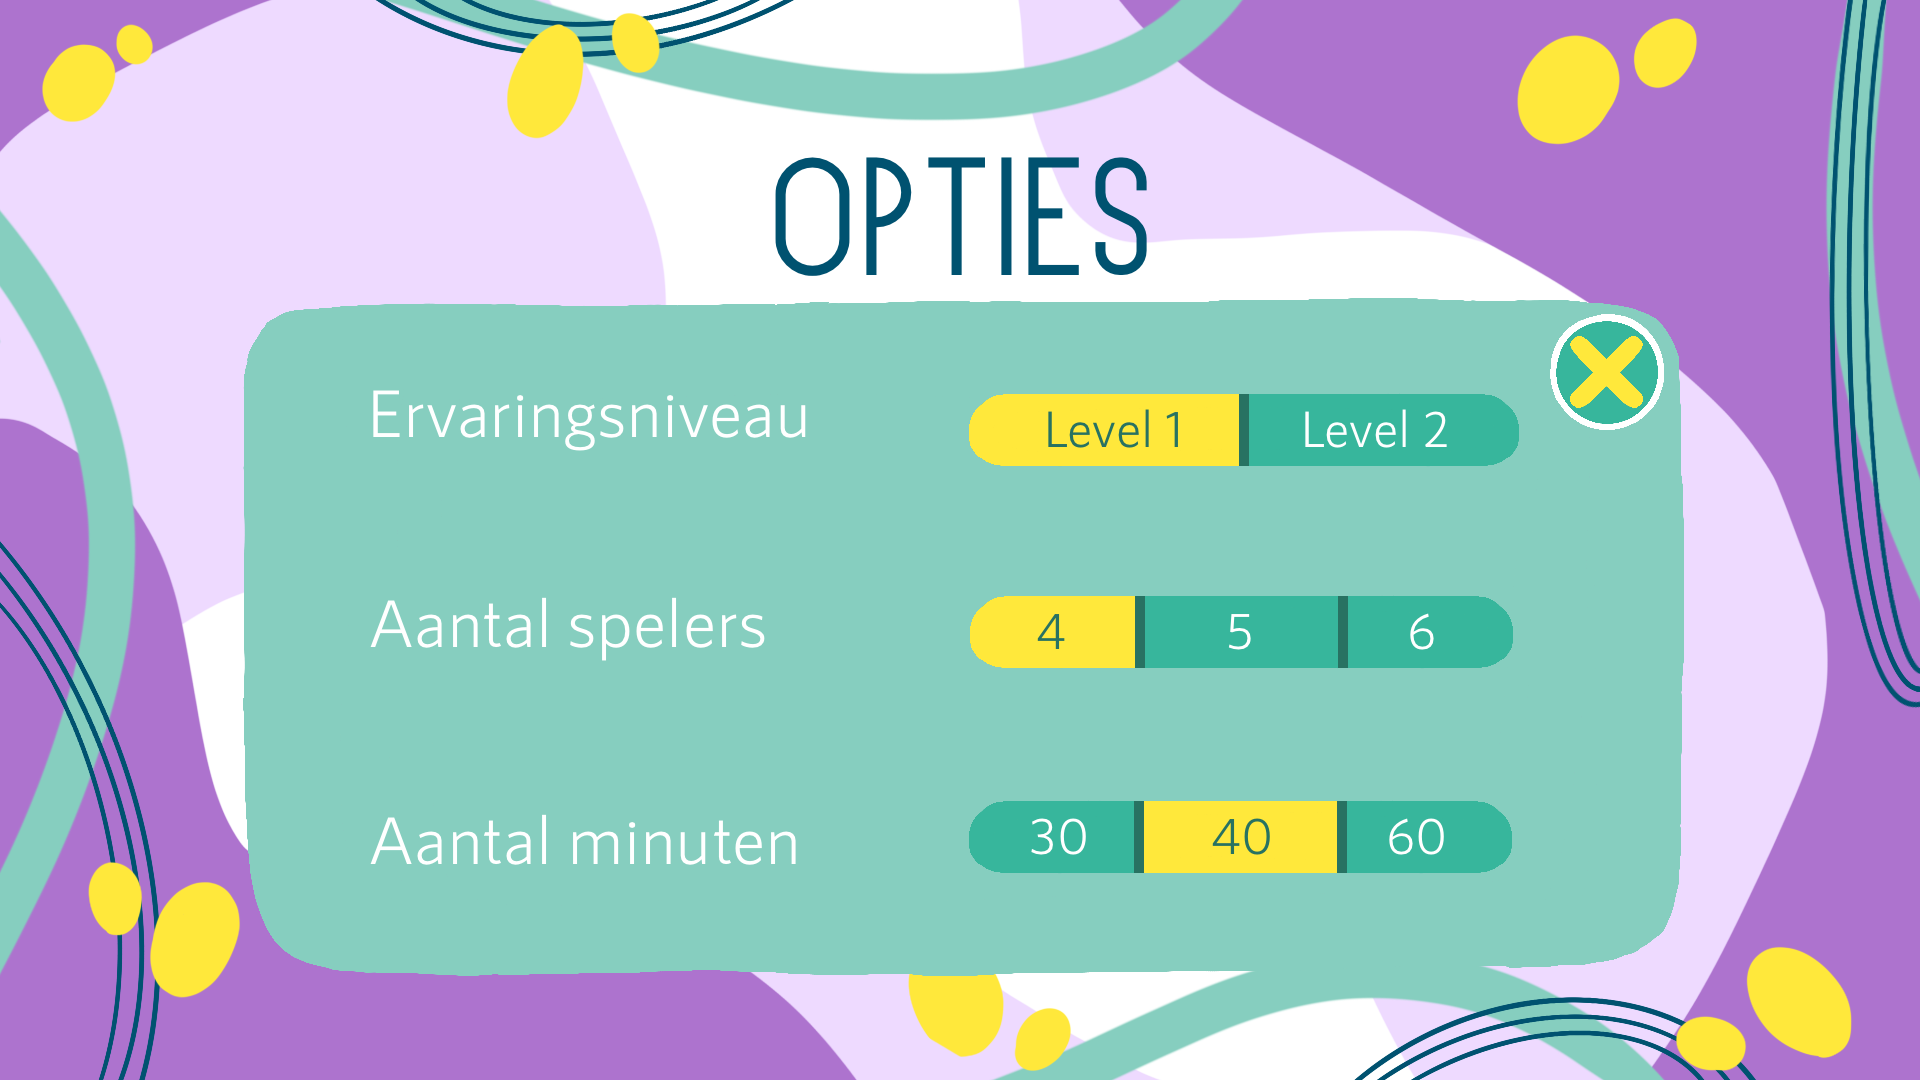 OPTIES
Ervaringsniveau
Level 1 Level 2
Aantal spelers
4 5 6
Aantal minuten
30 40 60